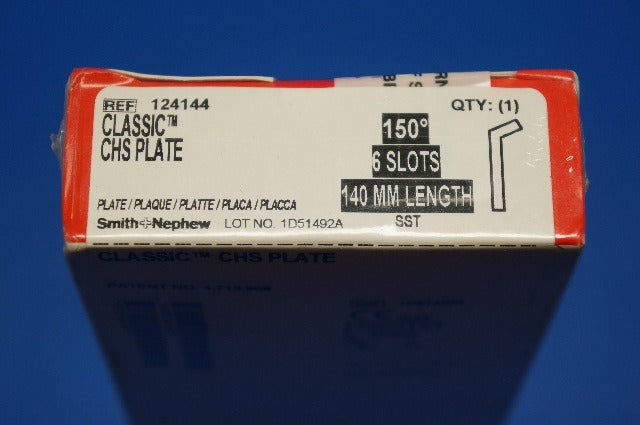 REF 124144
CLASSIC™
CHS PLATE
PLATE / PLAQUE / PLATTE / PLACA / PLACCA
Smith+Nephew LOT NO. 1D51492A
QTY: (1)
150°
6 SLOTS
140 MM LENGTH
SST
CLASSIC™ CHS PLATE